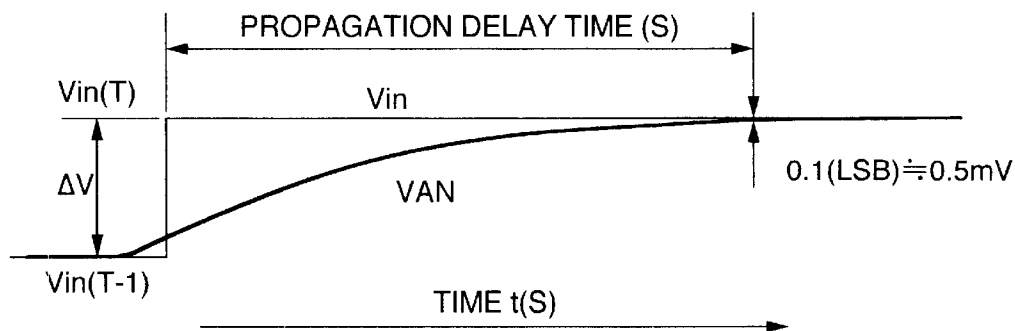 PROPAGATION DELAY TIME (S)
Vin(T)
Vin
ΔV
VAN
0.1(LSB)≒0.5mV
Vin(T-1)
TIME t(S)